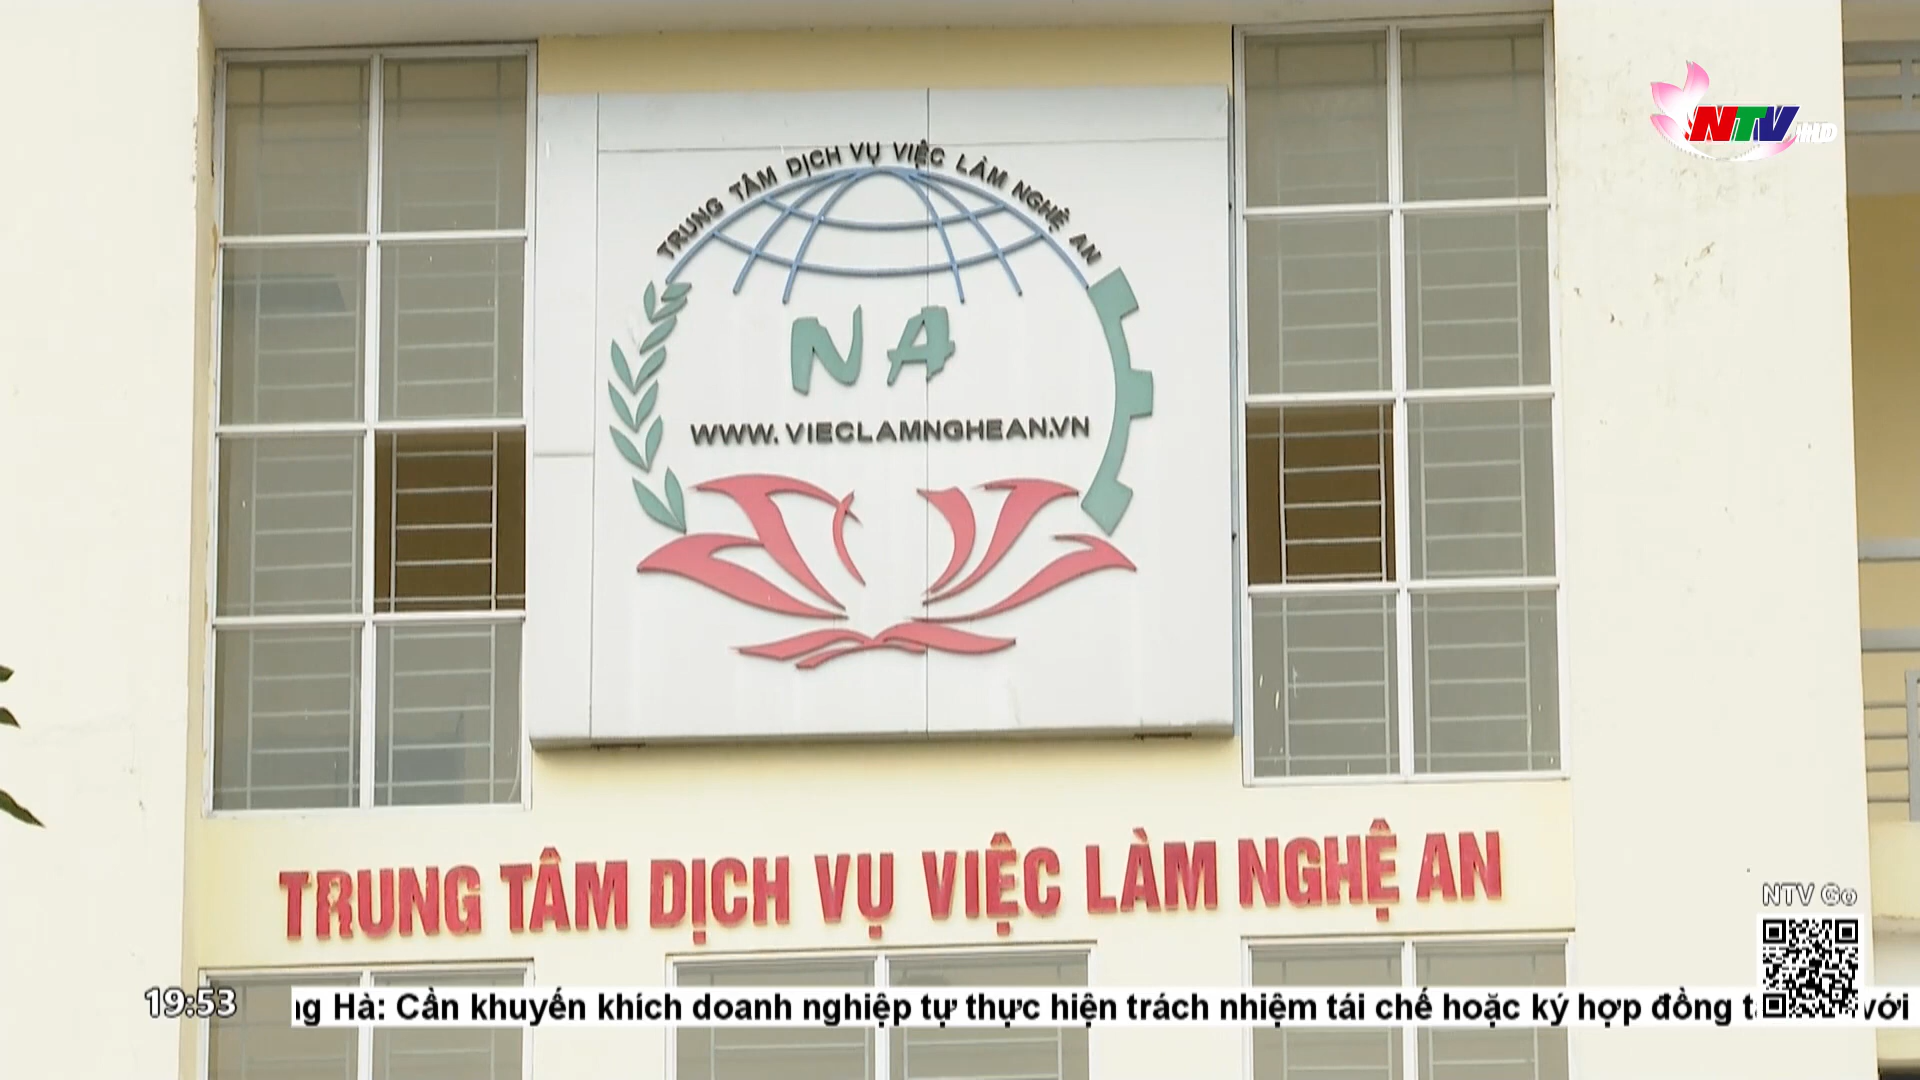 NTV HD
TRUNG TÂM DỊCH VỤ VIỆC LÀM NGHỆ AN
NA
WWW.VIECLAMNGHEAN.VN
TRUNG TÂM DỊCH VỤ VIỆC LÀM NGHỆ AN
NTV Go
19:53
Hà: Cần khuyến khích doanh nghiệp tự thực hiện trách nhiệm tái chế hoặc ký hợp đồng với